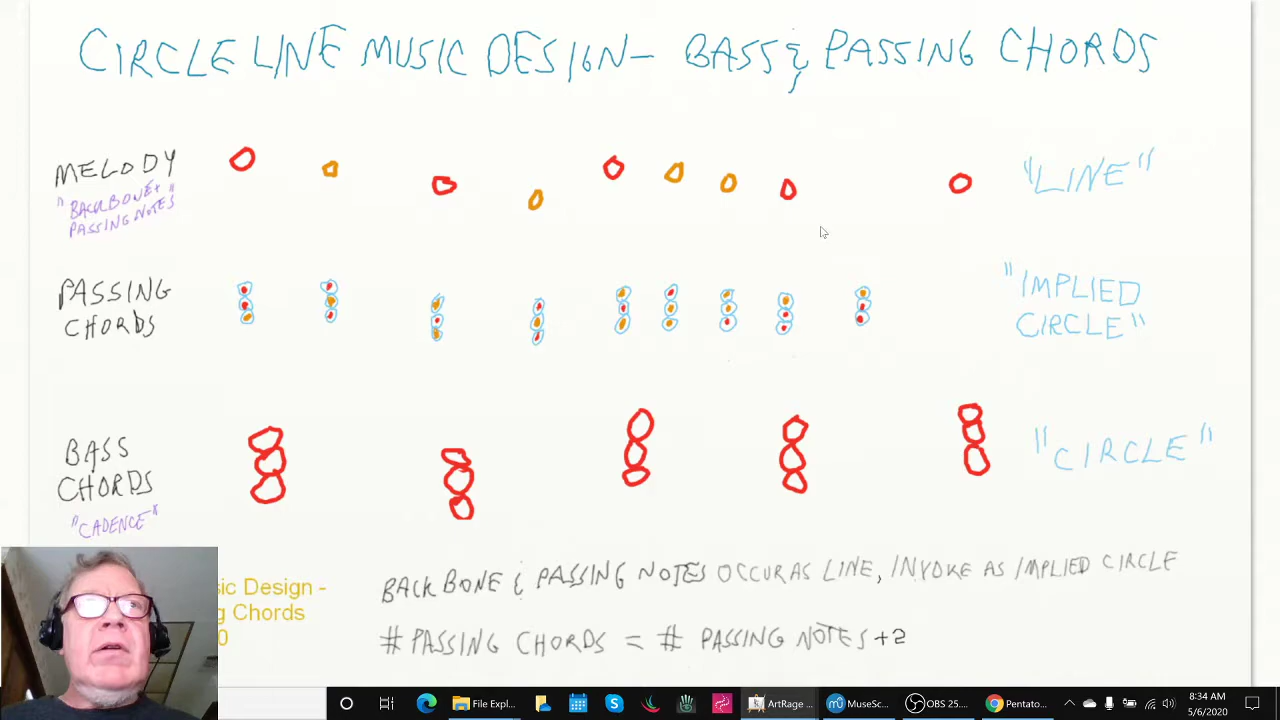 CIRCLE LINE MUSIC DESIGN- BASS & PASSING CHORDS
MELODY
"BACKBONE+"
PASSING NOTES
"LINE"
PASSING
CHORDS
"IMPLIED
CIRCLE"
BASS
CHORDS
"CADENCE"
"CIRCLE"
BACKBONE & PASSING NOTES OCCUR AS LINE, INVOKE AS IMPLIED CIRCLE
# PASSING CHORDS = # PASSING NOTES +2
sic Design -
g Chords
0
File Expl...
ArtRage ...
MuseSc...
OBS 25....
Pentato...
8:34 AM
5/6/2020